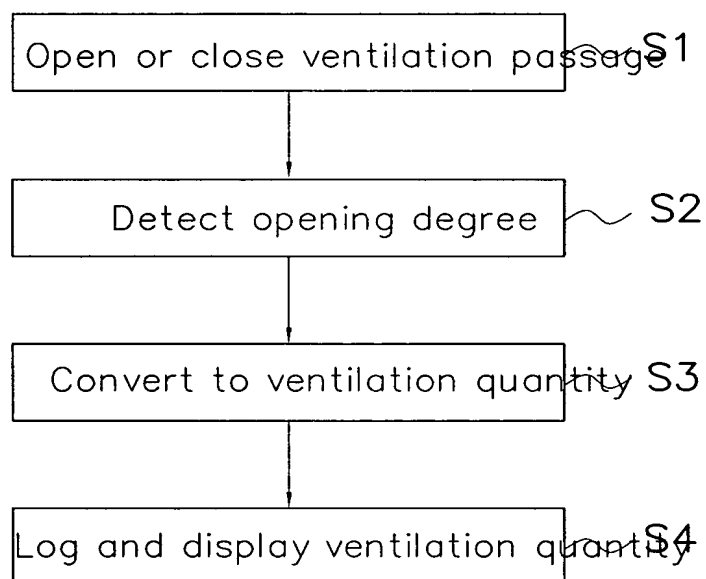 Open or close ventilation passage S1
Detect opening degree S2
Convert to ventilation quantity S3
Log and display ventilation quantity S4